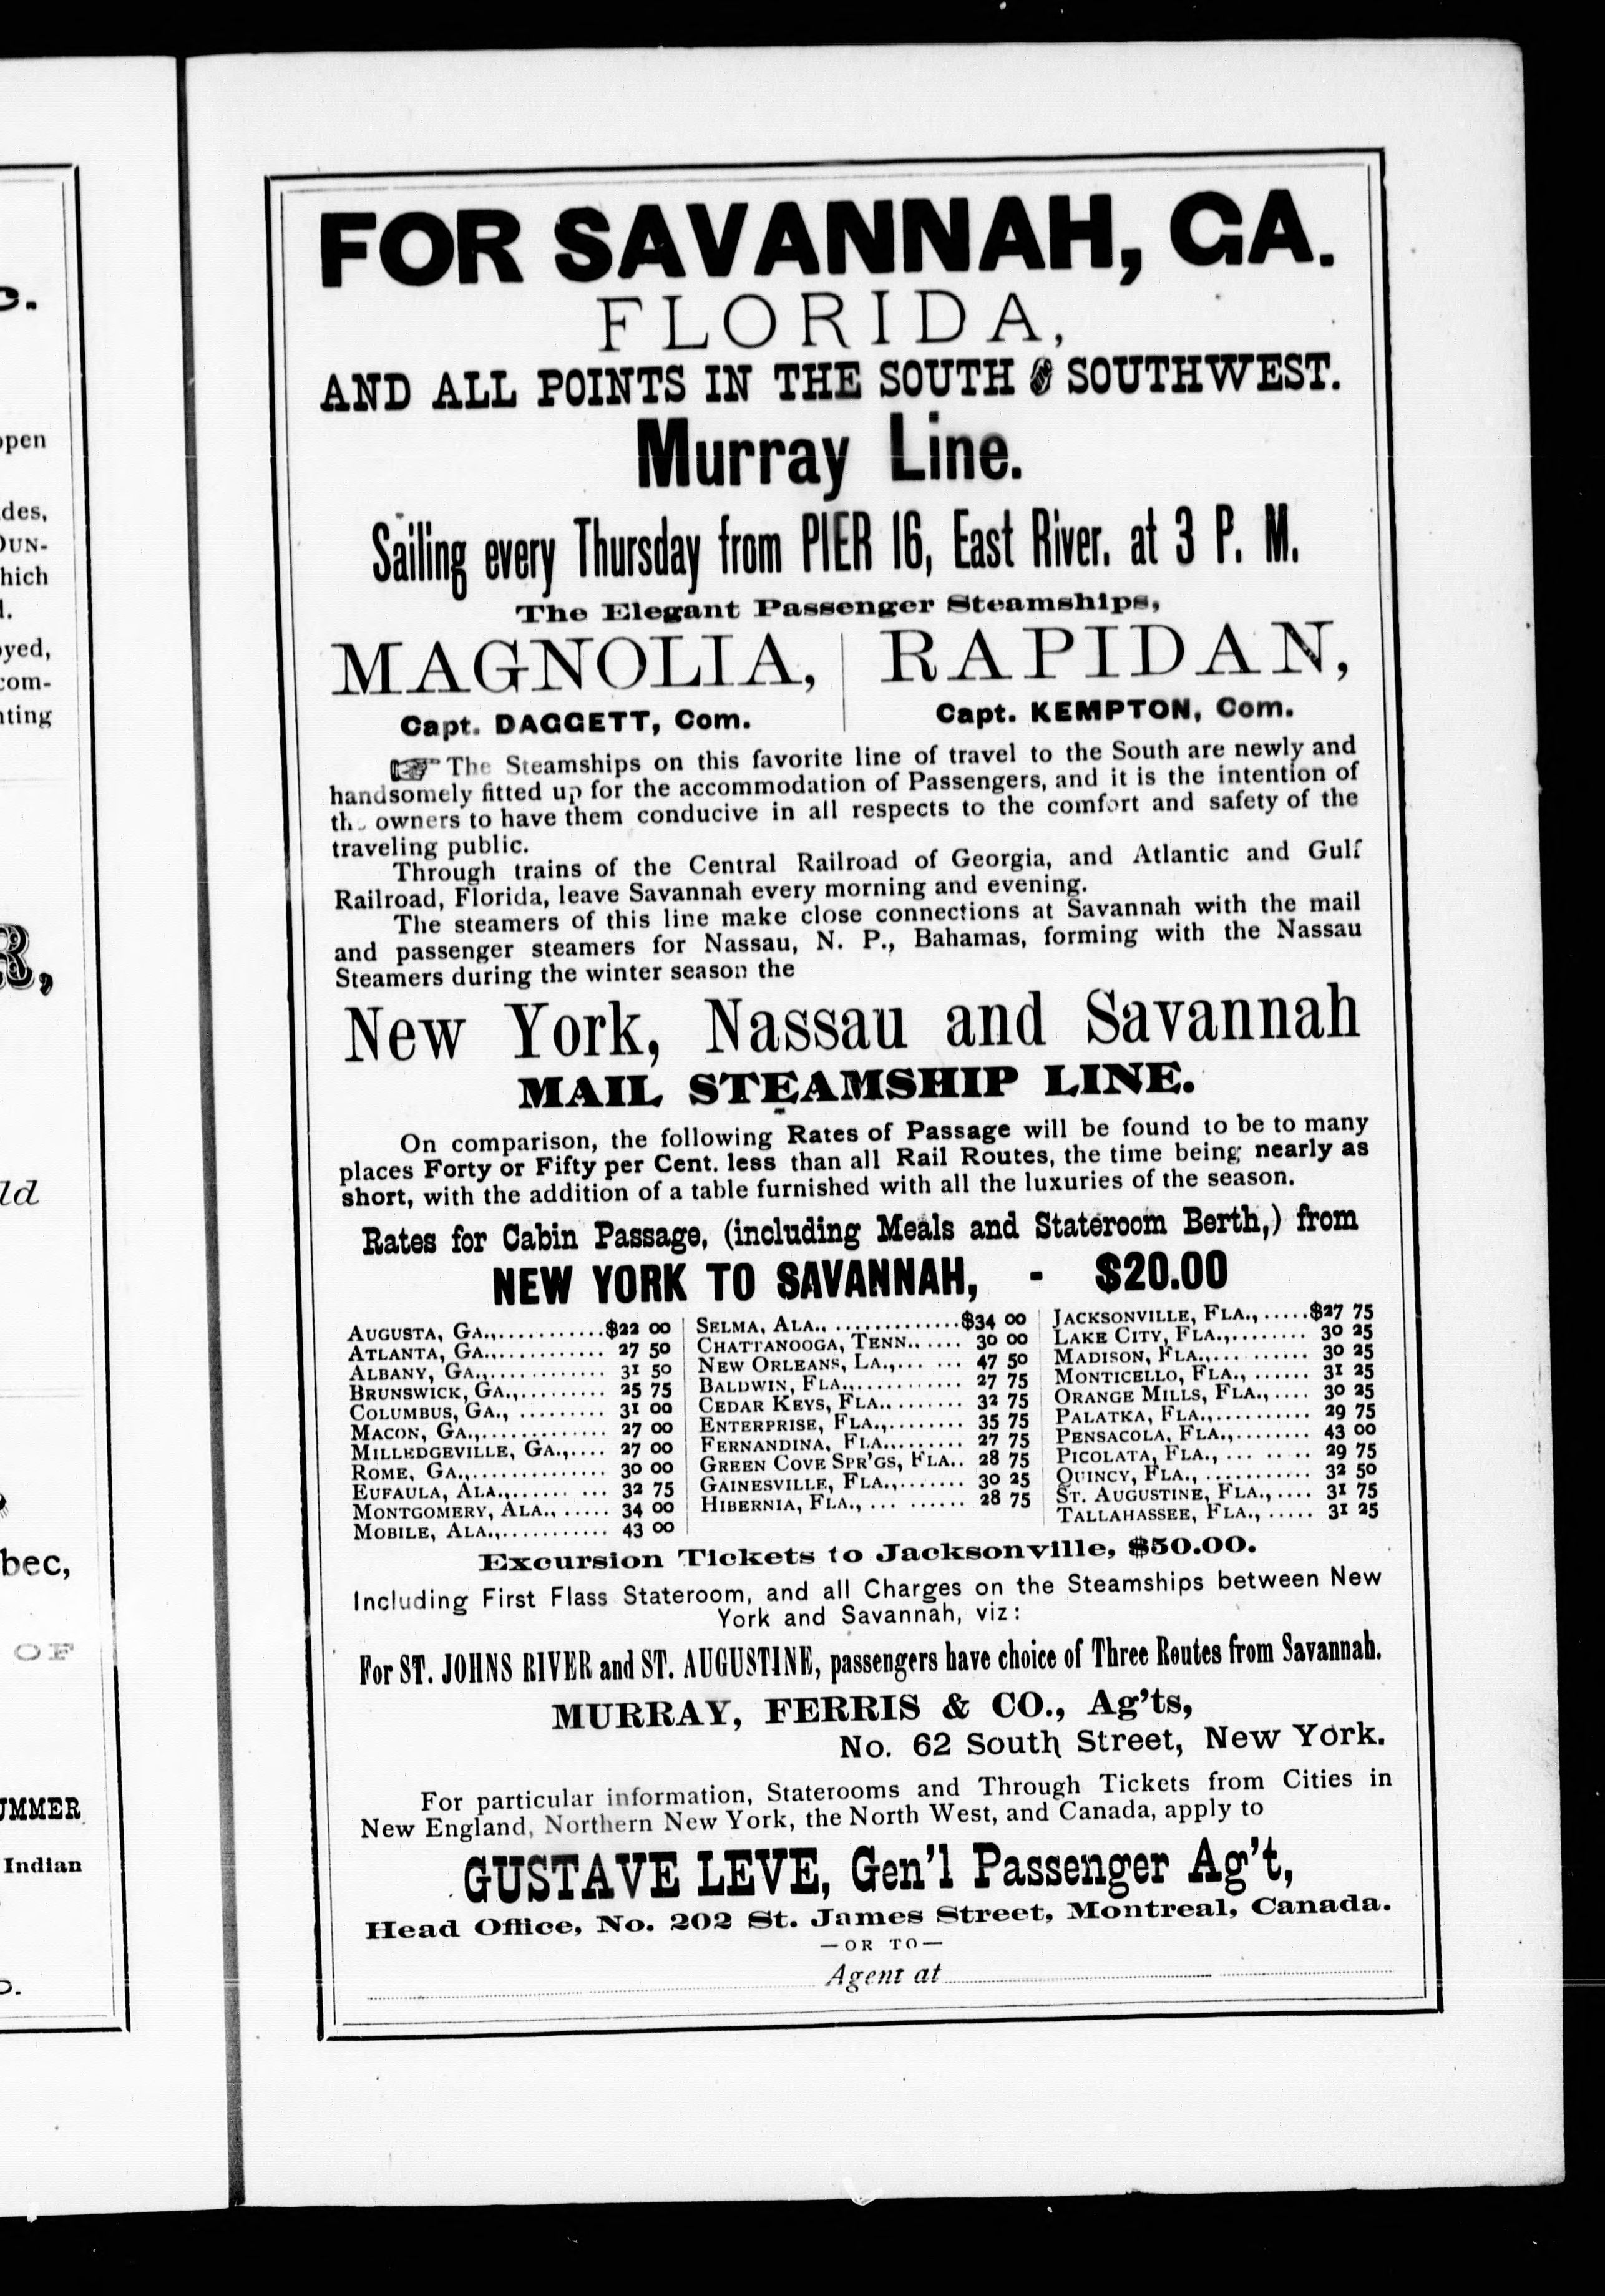 c.
open
des,
DUN-
hich
d.
oyed,
com-
ating
R,
ld
bec,
OF
UMMER
Indian
FOR SAVANNAH, GA.
FLORIDA,
AND ALL POINTS IN THE SOUTH & SOUTHWEST.
Murray Line.
Sailing every Thursday from PIER 16, East River. at 3 P. M.
The Elegant Passenger Steamships,
MAGNOLIA, | RAPIDAN,
Capt. DAGGETT, Com. | Capt. KEMPTON, Com.
☞ The Steamships on this favorite line of travel to the South are newly and
handsomely fitted up for the accommodation of Passengers, and it is the intention of
the owners to have them conducive in all respects to the comfort and safety of the
traveling public.
Through trains of the Central Railroad of Georgia, and Atlantic and Gulf
Railroad, Florida, leave Savannah every morning and evening.
The steamers of this line make close connections at Savannah with the mail
and passenger steamers for Nassau, N. P., Bahamas, forming with the Nassau
Steamers during the winter season the
New York, Nassau and Savannah
MAIL STEAMSHIP LINE.
On comparison, the following Rates of Passage will be found to be to many
places Forty or Fifty per Cent. less than all Rail Routes, the time being nearly as
short, with the addition of a table furnished with all the luxuries of the season.
Rates for Cabin Passage, (including Meals and Stateroom Berth,) from
NEW YORK TO SAVANNAH, - $20.00
AUGUSTA, GA.,...........$22 00
ATLANTA, GA.,............ 27 50
ALBANY, GA.,............. 31 50
BRUNSWICK, GA.,......... 25 75
COLUMBUS, GA., ......... 31 00
MACON, GA.,.............. 27 00
MILLEDGEVILLE, GA.,.... 27 00
ROME, GA.,............... 30 00
EUFAULA, ALA.,....... ... 32 75
MONTGOMERY, ALA., ..... 34 00
MOBILE, ALA.,........... 43 00
SELMA, ALA., .............$34 00
CHATTANOOGA, TENN...... 30 00
NEW ORLEANS, LA.,... ... 47 50
BALDWIN, FLA.,........... 27 75
CEDAR KEYS, FLA......... 32 75
ENTERPRISE, FLA.,........ 35 75
FERNANDINA, FLA.,....... 27 75
GREEN COVE SPR'GS, FLA.. 28 75
GAINESVILLE, FLA.,....... 30 25
HIBERNIA, FLA., ... ...... 28 75
JACKSONVILLE, FLA., .....$27 75
LAKE CITY, FLA.,........ 30 25
MADISON, FLA.,... ....... 30 25
MONTICELLO, FLA., ...... 31 25
ORANGE MILLS, FLA., .... 30 25
PALATKA, FLA.,.......... 29 75
PENSACOLA, FLA.,........ 43 00
PICOLATA, FLA., ... ..... 29 75
QUINCY, FLA., ........... 32 50
ST. AUGUSTINE, FLA., .... 31 75
TALLAHASSEE, FLA., ..... 31 25
Excursion Tickets to Jacksonville, $50.00.
Including First Flass Stateroom, and all Charges on the Steamships between New
York and Savannah, viz:
For ST. JOHNS RIVER and ST. AUGUSTINE, passengers have choice of Three Routes from Savannah.
MURRAY, FERRIS & CO., Ag'ts,
No. 62 South Street, New York.
For particular information, Staterooms and Through Tickets from Cities in
New England, Northern New York, the North West, and Canada, apply to
GUSTAVE LEVE, Gen'l Passenger Ag't,
Head Office, No. 202 St. James Street, Montreal, Canada.
—OR TO—
Agent at